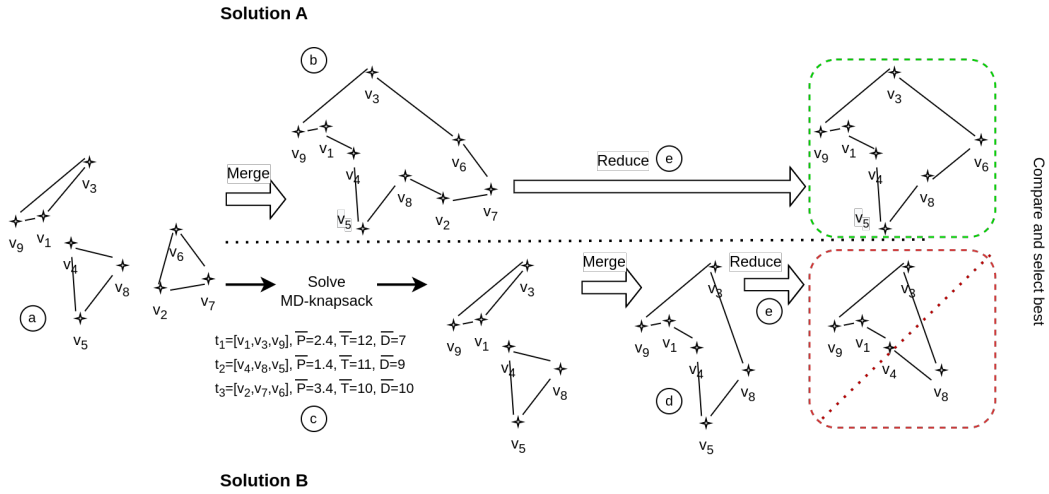 Solution A
b
v3
v9
v1
v4
v6
v5
v8
v2
v7
Merge
Reduce
e
v3
v9
v1
v4
v6
v8
v5
Compare and select best
v3
v9
v1
v4
v8
v5
v6
v2
v7
a
Solve
MD-knapsack
t1=[v1,v3,v9], P̅=2.4, T̅=12, D̅=7
t2=[v4,v8,v5], P̅=1.4, T̅=11, D̅=9
t3=[v2,v7,v6], P̅=3.4, T̅=10, D̅=10
c
v3
v9
v1
v4
v8
v5
Merge
v3
v9
v1
v4
v8
v5
d
Reduce
e
v3
v9
v1
v4
v8
Solution B